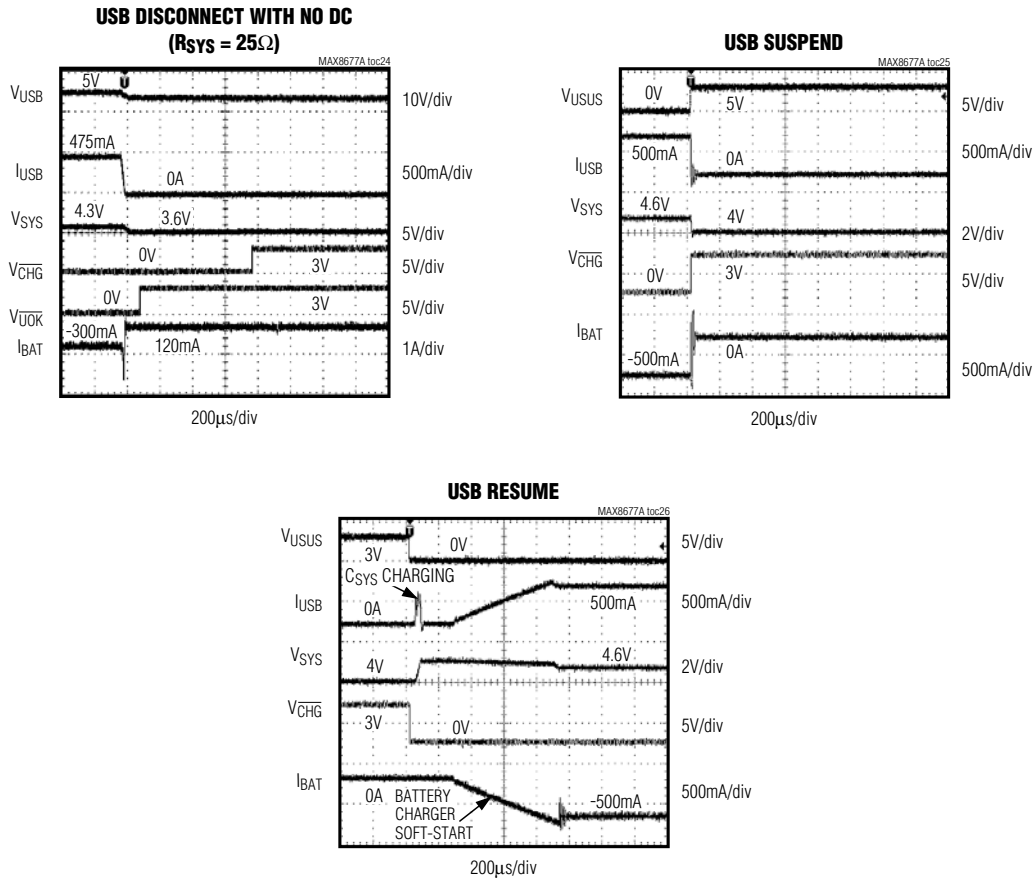 USB DISCONNECT WITH NO DC
(RSYS = 25Ω)
MAX8677A toc24
VUSB
5V
10V/div
475mA
IUSB
0A
500mA/div
VSYS
4.3V
3.6V
5V/div
VCHG
0V
3V
5V/div
VUOK
0V
3V
5V/div
IBAT
-300mA
120mA
1A/div
200μs/div
USB SUSPEND
MAX8677A toc25
VUSUS
0V
5V
5V/div
IUSB
500mA
0A
500mA/div
VSYS
4.6V
4V
2V/div
VCHG
0V
3V
5V/div
IBAT
-500mA
0A
500mA/div
200μs/div
USB RESUME
MAX8677A toc26
VUSUS
3V
0V
5V/div
CSYS CHARGING
IUSB
0A
500mA
500mA/div
VSYS
4V
4.6V
2V/div
VCHG
3V
0V
5V/div
IBAT
0A
BATTERY
CHARGER
SOFT-START
-500mA
500mA/div
200μs/div